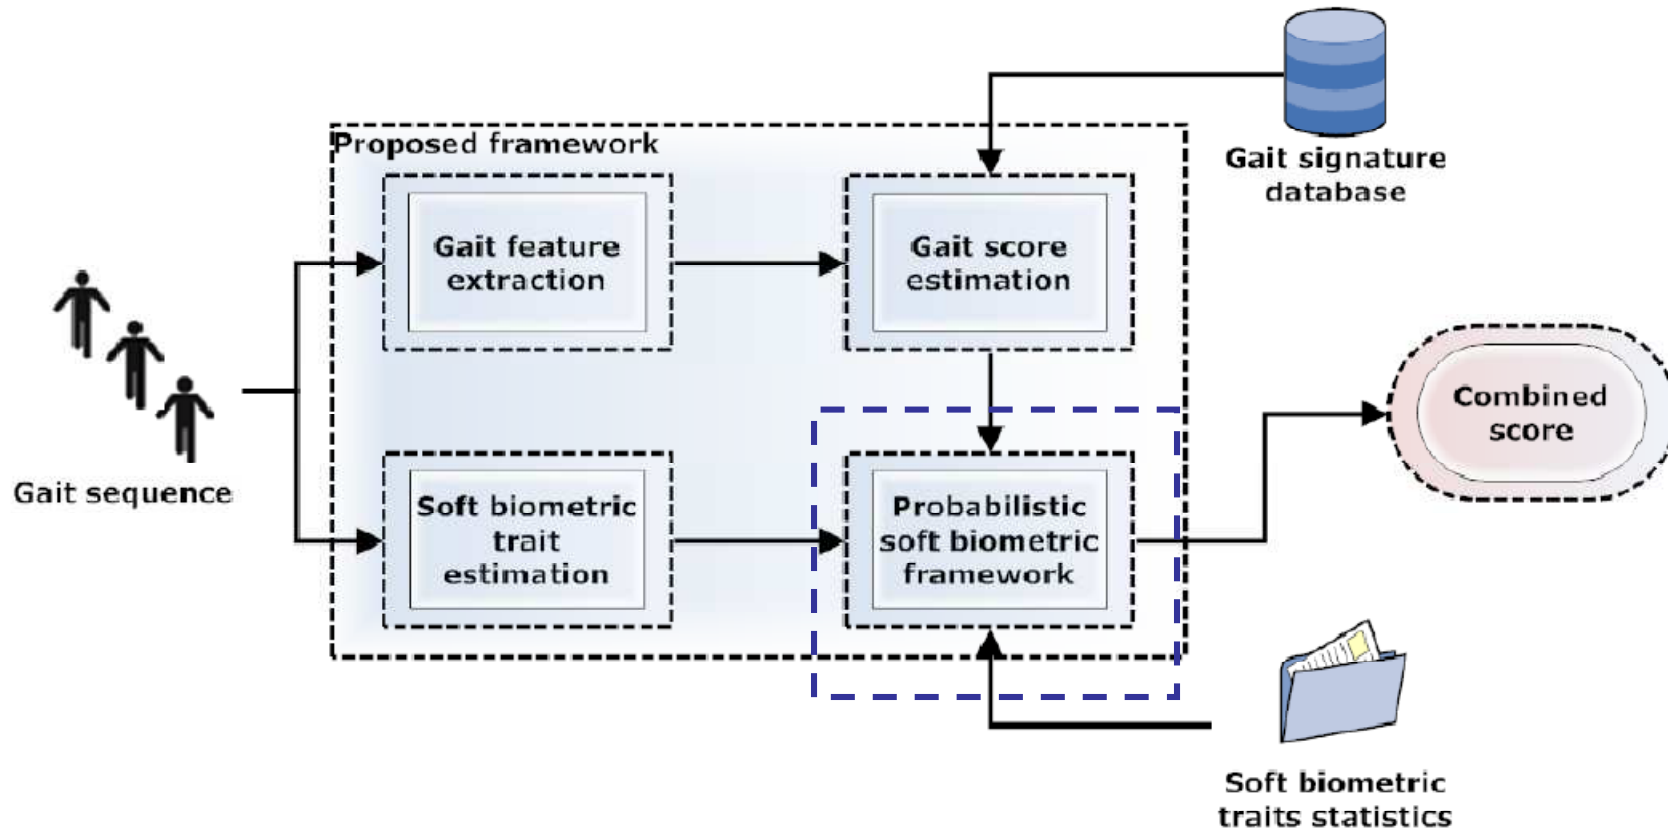 Gait signature
database
Proposed framework
Gait feature
extraction
Gait score
estimation
Combined
score
Gait sequence
Soft biometric
trait
estimation
Probabilistic
soft biometric
framework
Soft biometric
traits statistics